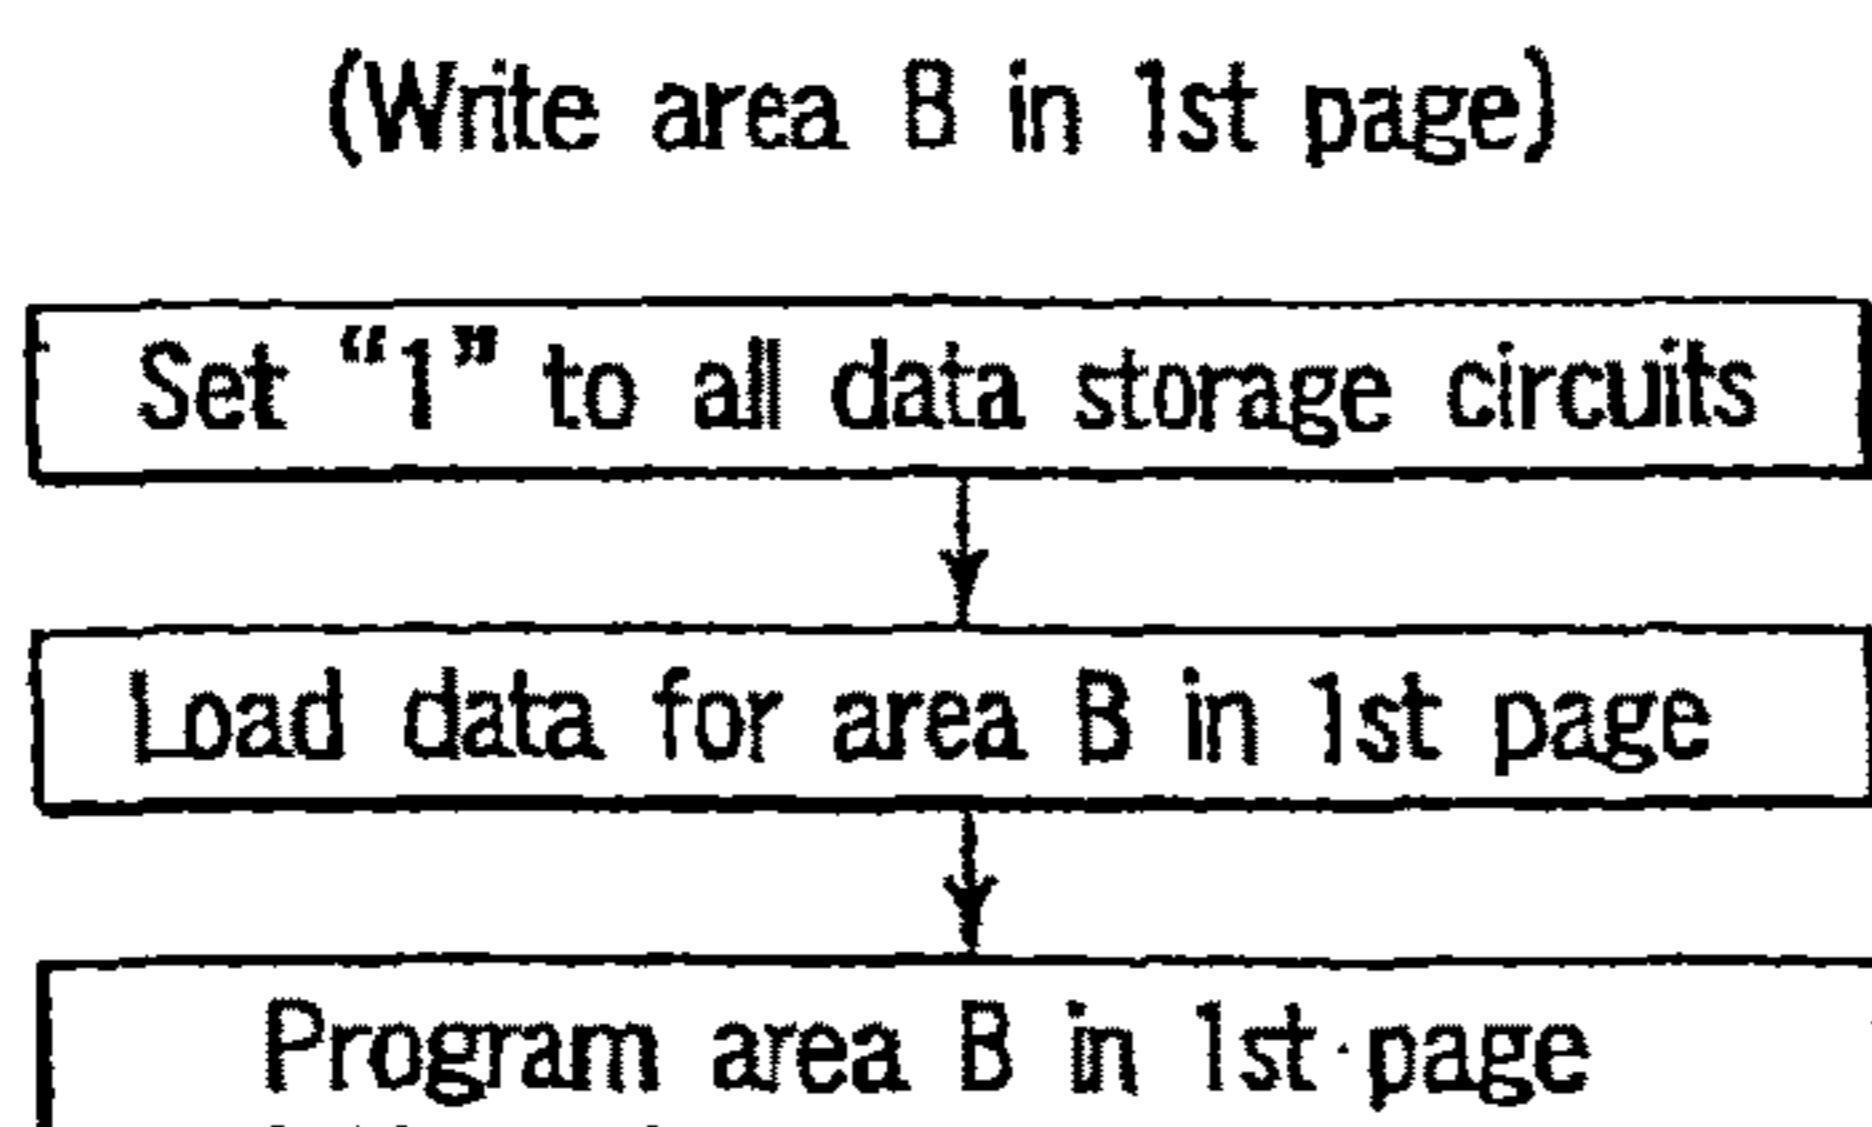 (Write area B in 1st page)
Set “1” to all data storage circuits
Load data for area B in 1st page
Program area B in 1st page